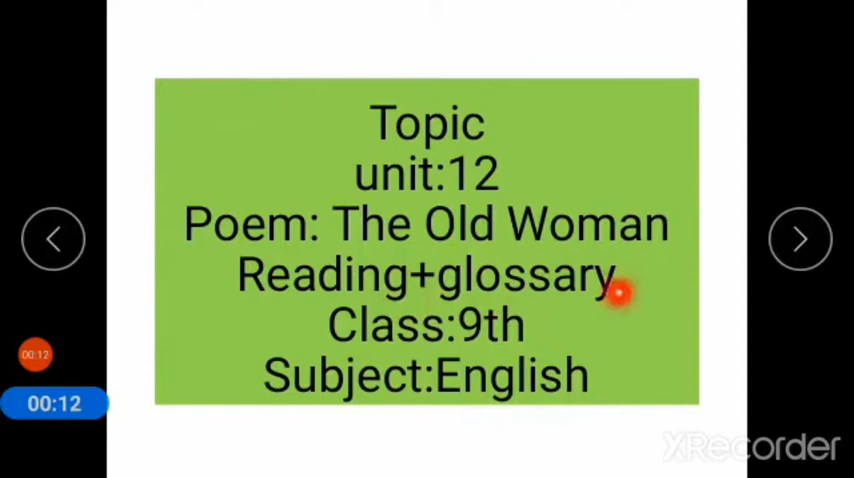 Topic
unit:12
Poem: The Old Woman
Reading+glossary
Class:9th
Subject:English
00:12
00:12
XRecorder